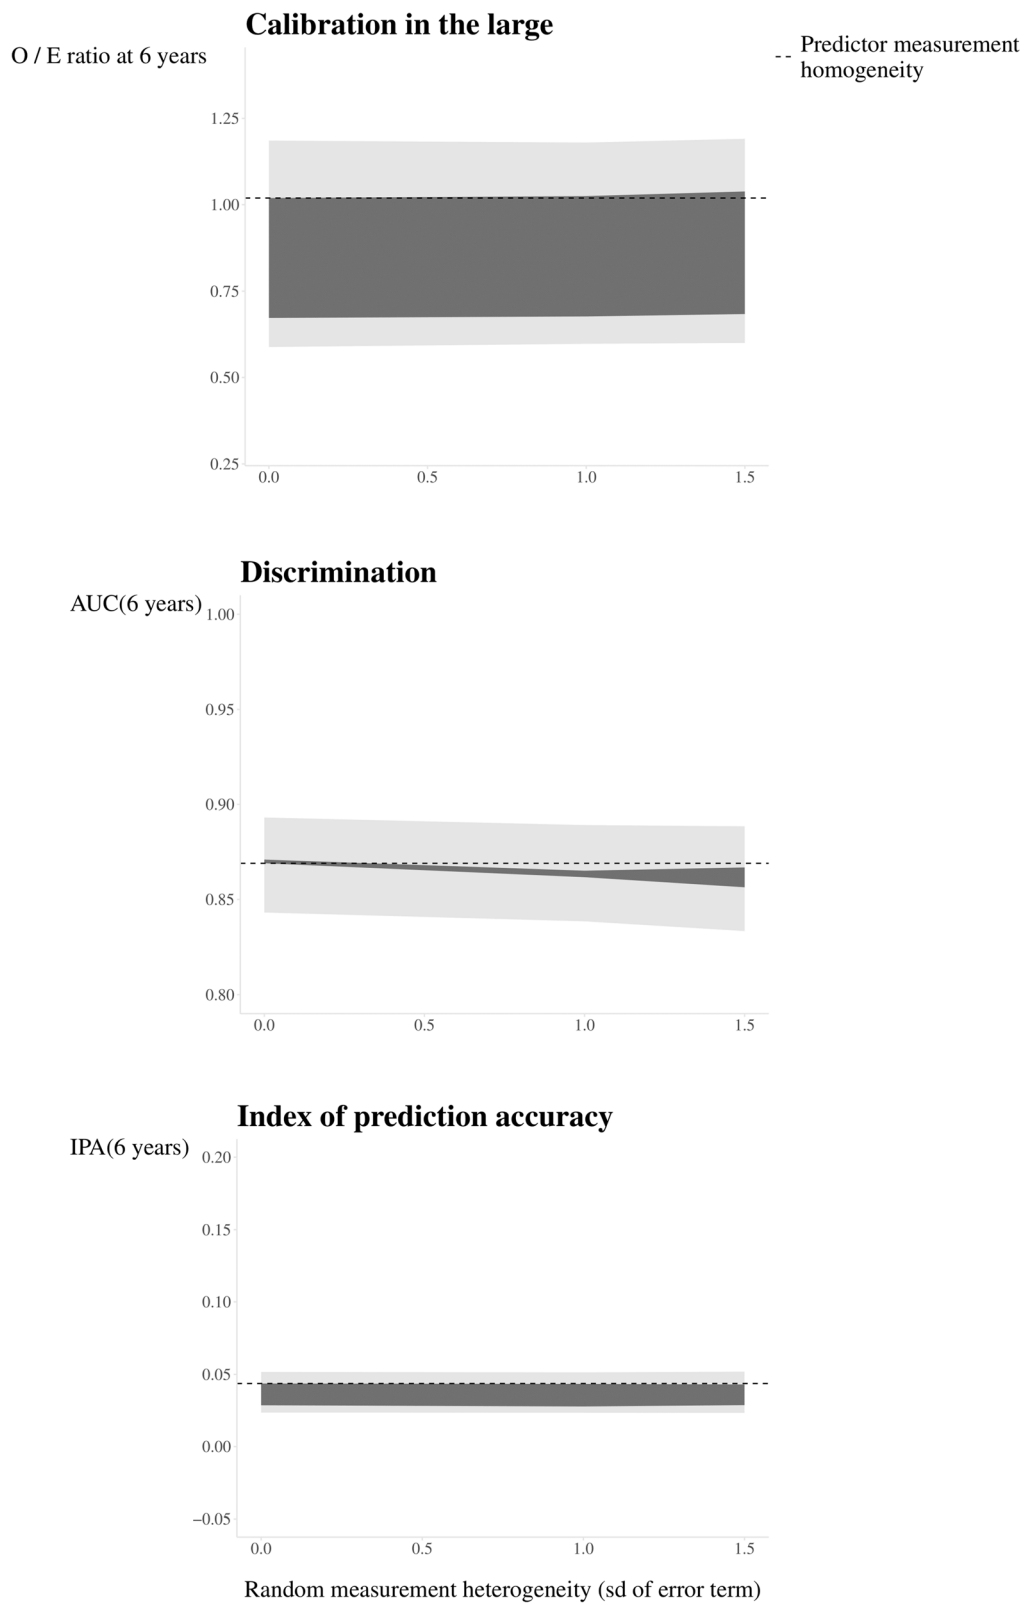 Calibration in the large
O / E ratio at 6 years
Predictor measurement
homogeneity
1.25
1.00
0.75
0.50
0.25
0.0 0.5 1.0 1.5
Discrimination
AUC(6 years)
1.00
0.95
0.90
0.85
0.80
0.0 0.5 1.0 1.5
Index of prediction accuracy
IPA(6 years)
0.20
0.15
0.10
0.05
0.00
−0.05
0.0 0.5 1.0 1.5
Random measurement heterogeneity (sd of error term)